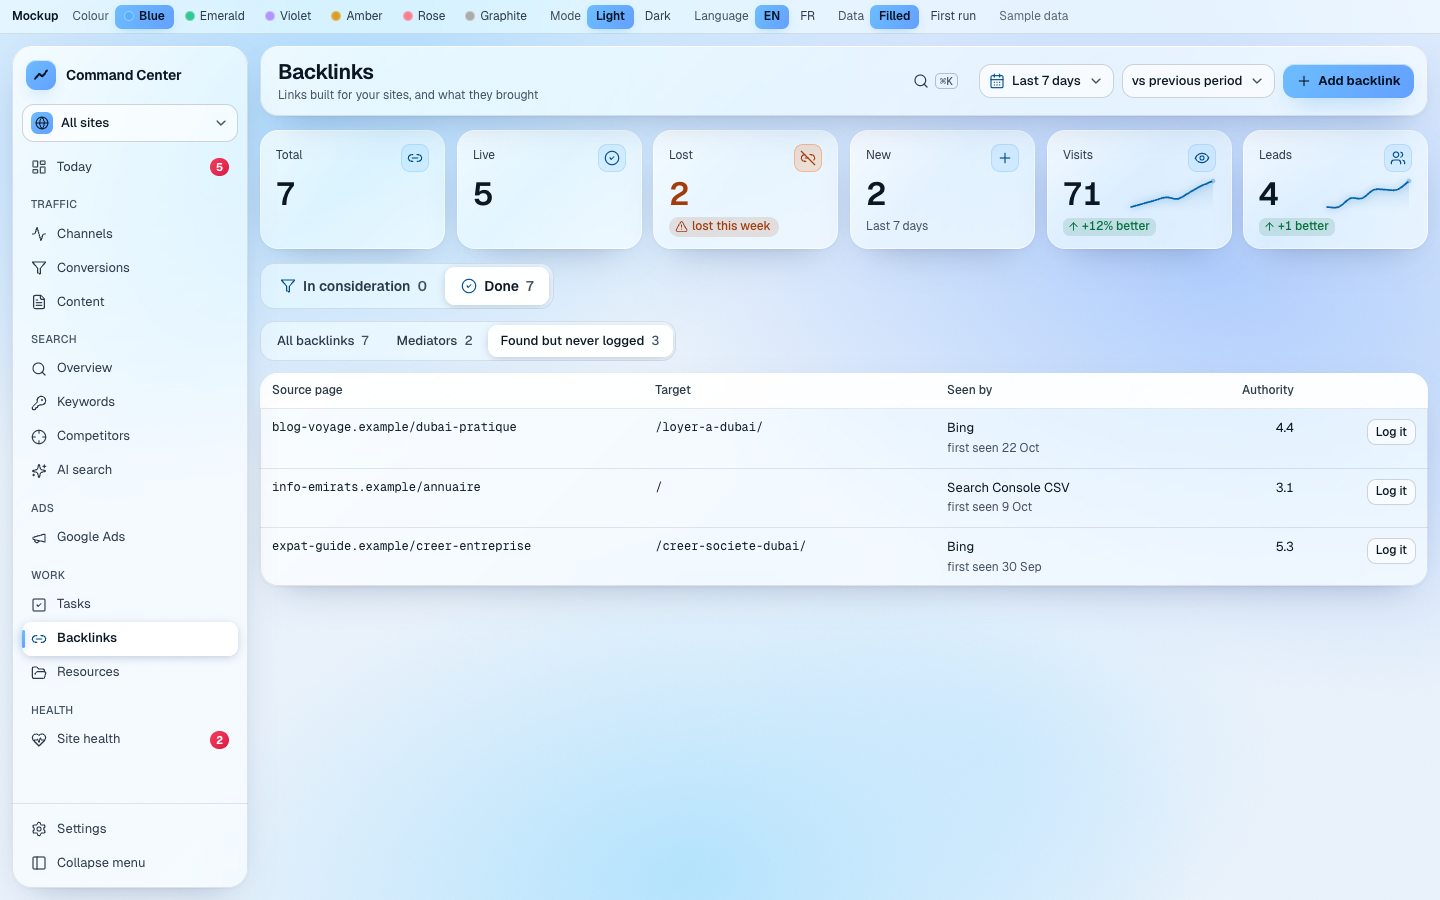 Mockup Colour Blue Emerald Violet Amber Rose Graphite Mode Light Dark Language EN FR Data Filled First run Sample data
Command Center
All sites
Today 5
TRAFFIC
Channels
Conversions
Content
SEARCH
Overview
Keywords
Competitors
AI search
ADS
Google Ads
WORK
Tasks
Backlinks
Resources
HEALTH
Site health 2
Settings
Collapse menu
Backlinks
Links built for your sites, and what they brought
⌘K Last 7 days vs previous period Add backlink
Total
7
Live
5
Lost
2
lost this week
New
2
Last 7 days
Visits
71
+12% better
Leads
4
+1 better
In consideration 0 Done 7
All backlinks 7 Mediators 2 Found but never logged 3
Source page Target Seen by Authority
blog-voyage.example/dubai-pratique /loyer-a-dubai/ Bing 4.4 Log it
first seen 22 Oct
info-emirats.example/annuaire / Search Console CSV 3.1 Log it
first seen 9 Oct
expat-guide.example/creer-entreprise /creer-societe-dubai/ Bing 5.3 Log it
first seen 30 Sep